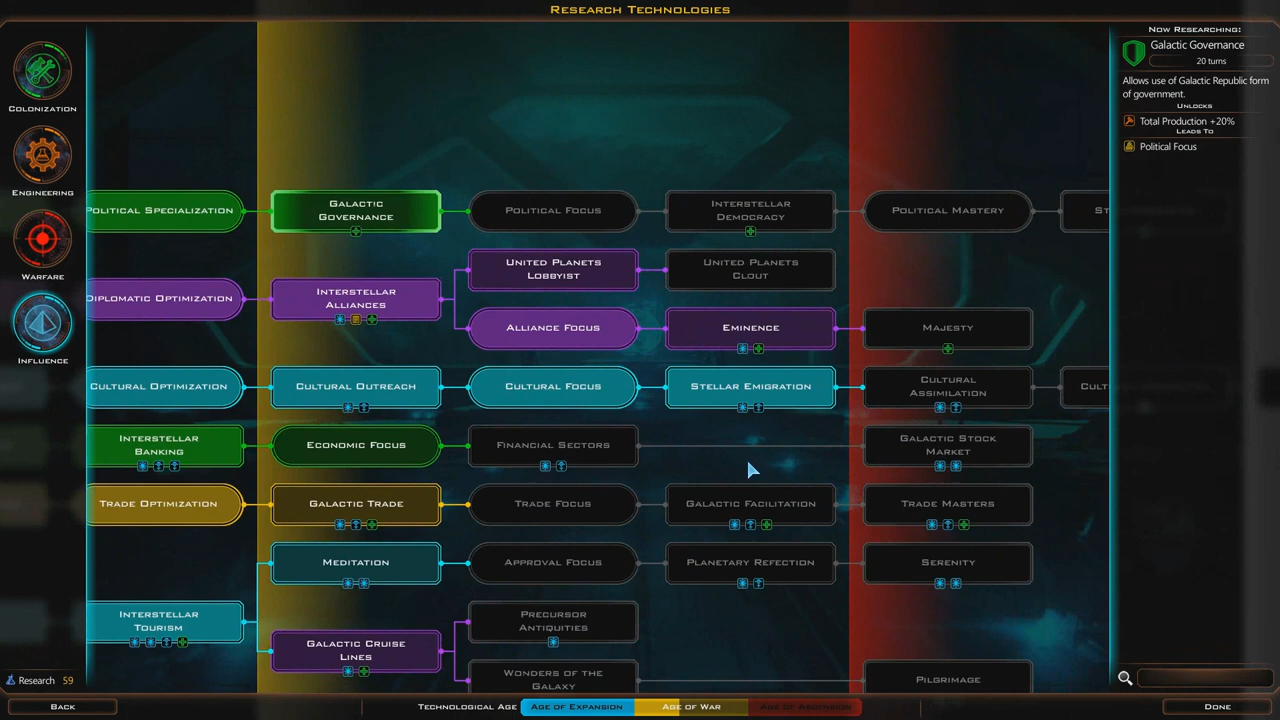 Research Technologies
Colonization
Engineering
Warfare
Influence
Political Specialization
Galactic
Governance
Political Focus
Interstellar
Democracy
Political Mastery
St
United Planets
Lobbyist
United Planets
Clout
Diplomatic Optimization
Interstellar
Alliances
Alliance Focus
Eminence
Majesty
Cultural Optimization
Cultural Outreach
Cultural Focus
Stellar Emigration
Cultural
Assimilation
Cult
Interstellar
Banking
Economic Focus
Financial Sectors
Galactic Stock
Market
Trade Optimization
Galactic Trade
Trade Focus
Galactic Facilitation
Trade Masters
Meditation
Approval Focus
Planetary Refection
Serenity
Interstellar
Tourism
Precursor
Antiquities
Galactic Cruise
Lines
Wonders of the
Galaxy
Pilgrimage
Now Researching:
Galactic Governance
20 turns
Allows use of Galactic Republic form
of government.
Unlocks
Total Production +20%
Leads To
Political Focus
Research 59
Back
Technological Age
Age of Expansion
Age of War
Age of Ascension
Done